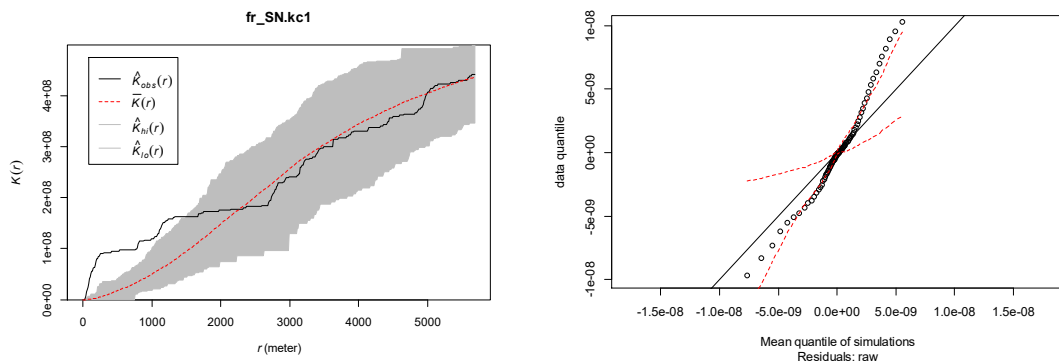 fr_SN.kc1
K(r)
4e+08
3e+08
2e+08
1e+08
0e+00
K̂obs(r)
K̄(r)
K̂hi(r)
K̂lo(r)
0 1000 2000 3000 4000 5000
r (meter)
data quantile
1e-08
5e-09
0e+00
-5e-09
-1e-08
-1.5e-08 -1.0e-08 -5.0e-09 0.0e+00 5.0e-09 1.0e-08 1.5e-08
Mean quantile of simulations
Residuals: raw